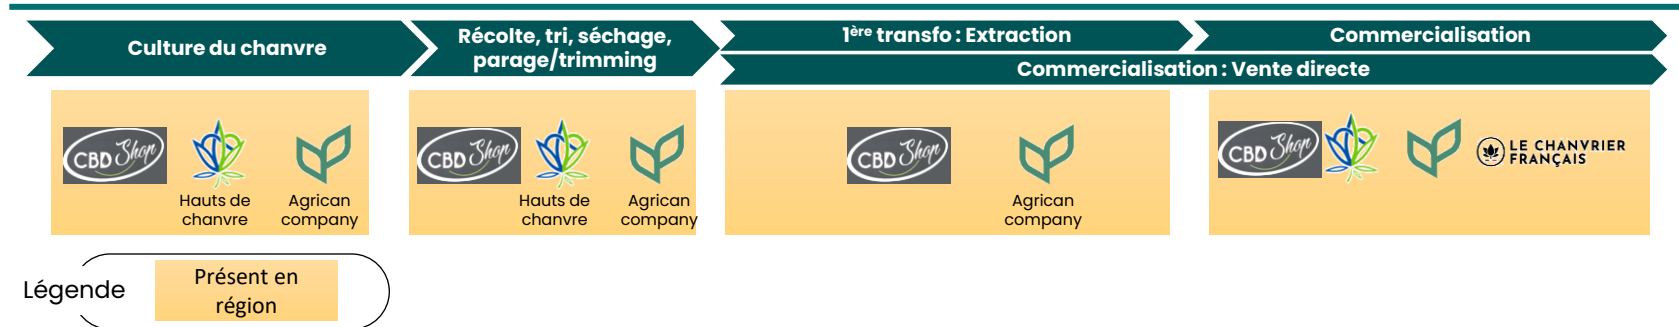 Culture du chanvre
Récolte, tri, séchage,
parage/trimming
1ère transfo : Extraction
Commercialisation
Commercialisation : Vente directe
CBD Shop
Hauts de
chanvre
Agrican
company
CBD Shop
Hauts de
chanvre
Agrican
company
CBD Shop
Agrican
company
CBD Shop
LE CHANVRIER
FRANÇAIS
Légende
Présent en
région